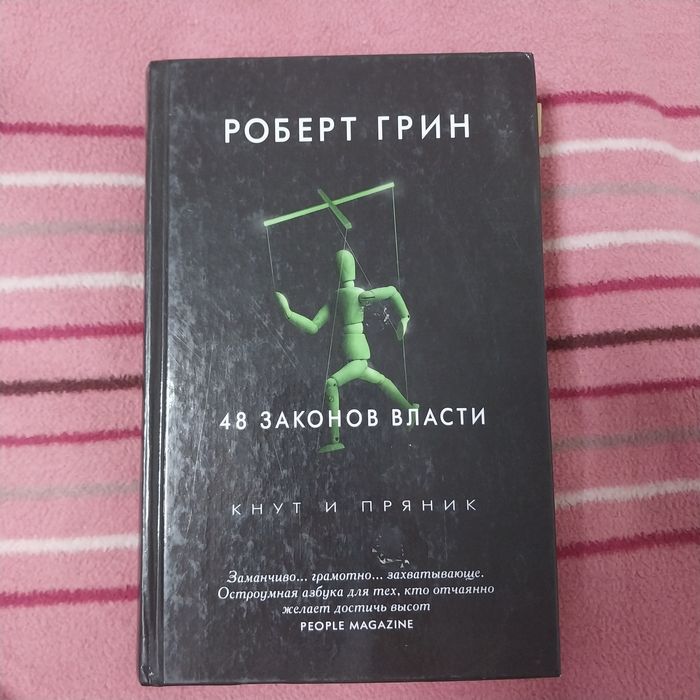 РОБЕРТ ГРИН
48 ЗАКОНОВ ВЛАСТИ
КНУТ И ПРЯНИК
Заманчиво... грамотно... захватывающе.
Остроумная азбука для тех, кто отчаянно
желает достичь высот
PEOPLE MAGAZINE